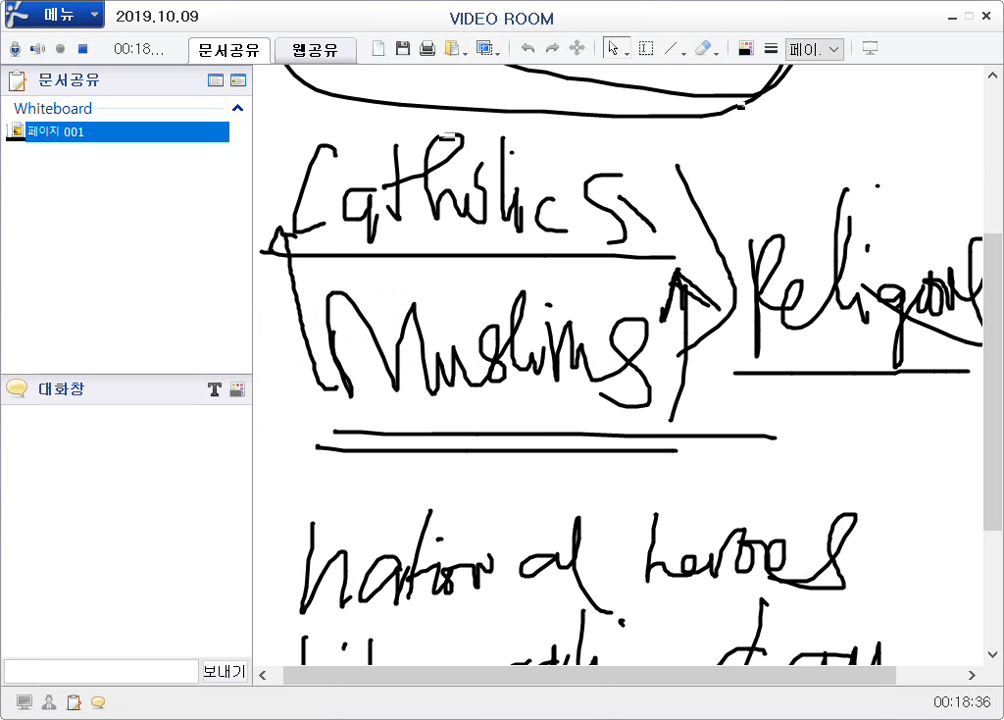 메뉴 2019.10.09 VIDEO ROOM
00:18... 문서공유 웹공유 페이.
문서공유
Whiteboard
페이지 001
대화창 T
보내기
00:18:36
Catholics
Muslims
Religious
national heroes